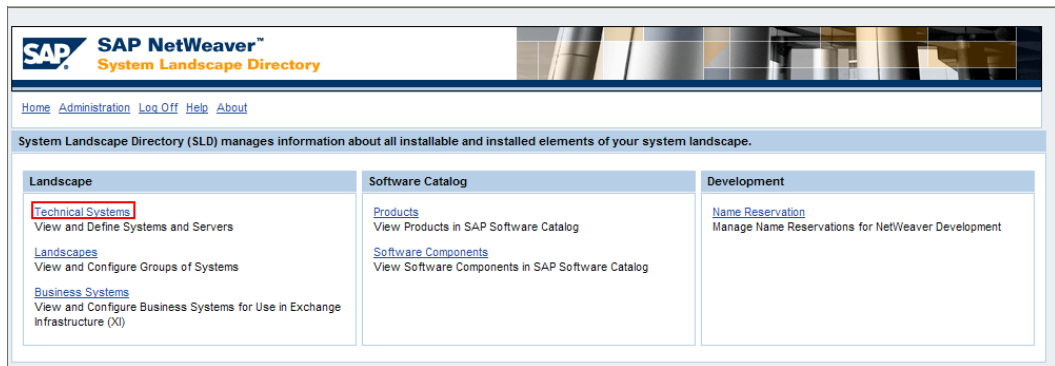 SAP
SAP NetWeaver™
System Landscape Directory
Home Administration Log Off Help About
System Landscape Directory (SLD) manages information about all installable and installed elements of your system landscape.
Landscape
Technical Systems
View and Define Systems and Servers
Landscapes
View and Configure Groups of Systems
Business Systems
View and Configure Business Systems for Use in Exchange
Infrastructure (XI)
Software Catalog
Products
View Products in SAP Software Catalog
Software Components
View Software Components in SAP Software Catalog
Development
Name Reservation
Manage Name Reservations for NetWeaver Development